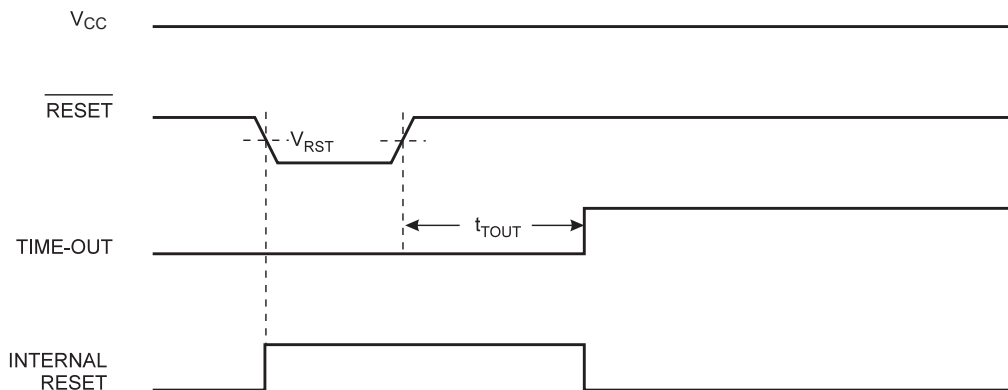 VCC
RESET
VRST
tTOUT
TIME-OUT
INTERNAL
RESET